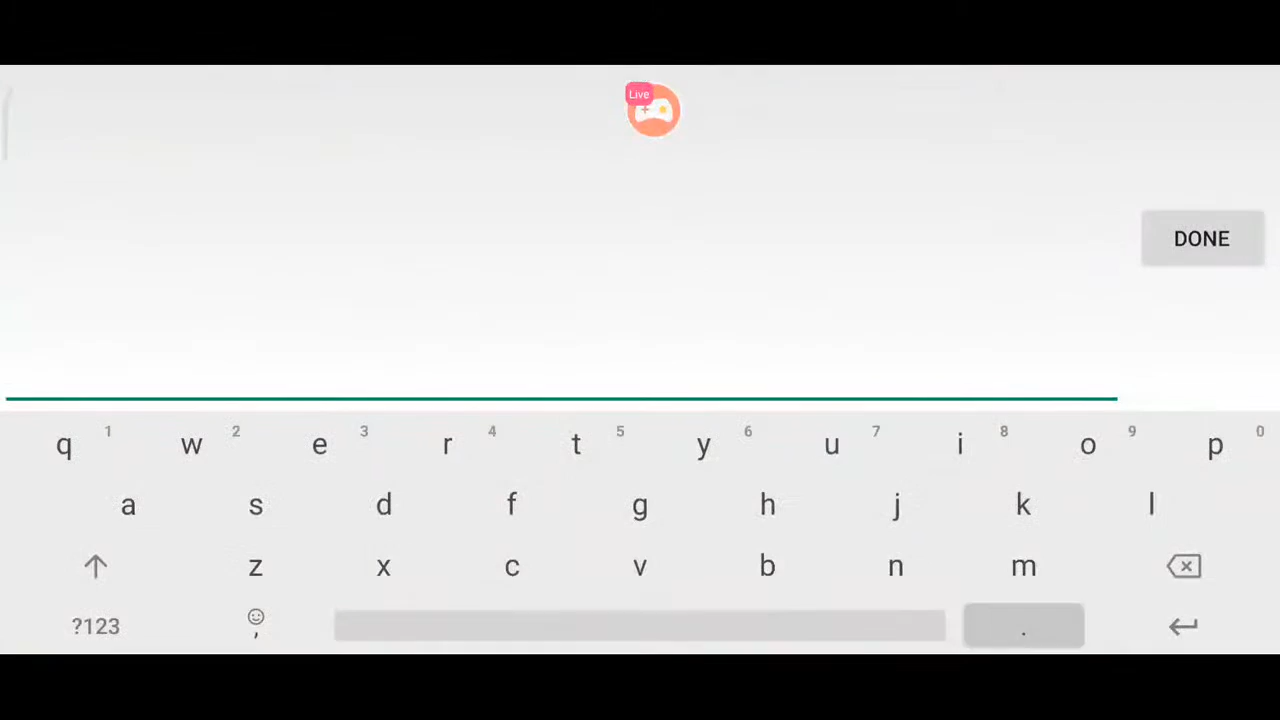 Live
DONE
q 1 w 2 e 3 r 4 t 5 y 6 u 7 i 8 o 9 p 0
a s d f g h j k l
z x c v b n m
?123 , .